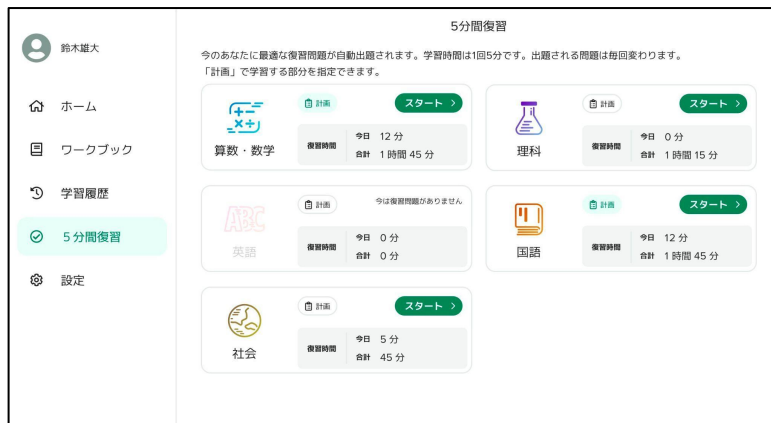 5分間復習
鈴木雄大
今のあなたに最適な復習問題が自動出題されます。学習時間は1回5分です。出題される問題は毎回変わります。
「計画」で学習する部分を指定できます。
ホーム
ワークブック
学習履歴
5分間復習
設定
計画
スタート
算数・数学
復習時間
今日 12 分
合計 1 時間 45 分
計画
スタート
理科
復習時間
今日 0 分
合計 1 時間 15 分
ABC
計画
今は復習問題がありません
英語
復習時間
今日 0 分
合計 0 分
計画
スタート
国語
復習時間
今日 12 分
合計 1 時間 45 分
計画
スタート
社会
復習時間
今日 5 分
合計 45 分